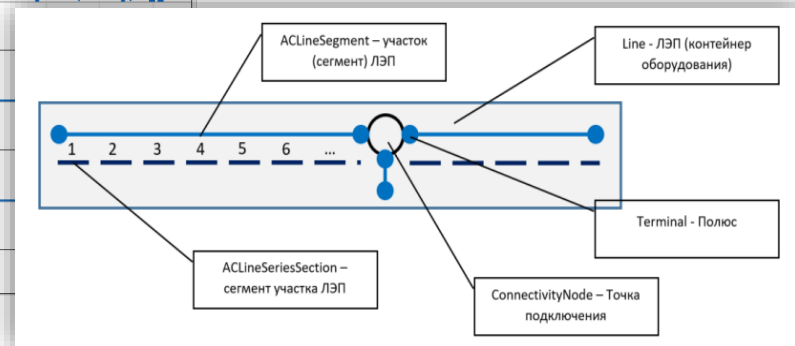 ACLineSegment – участок
(сегмент) ЛЭП
Line - ЛЭП (контейнер
оборудования)
1 2 3 4 5 6 ...
Terminal - Полюс
ACLineSeriesSection –
сегмент участка ЛЭП
ConnectivityNode – Точка
подключения